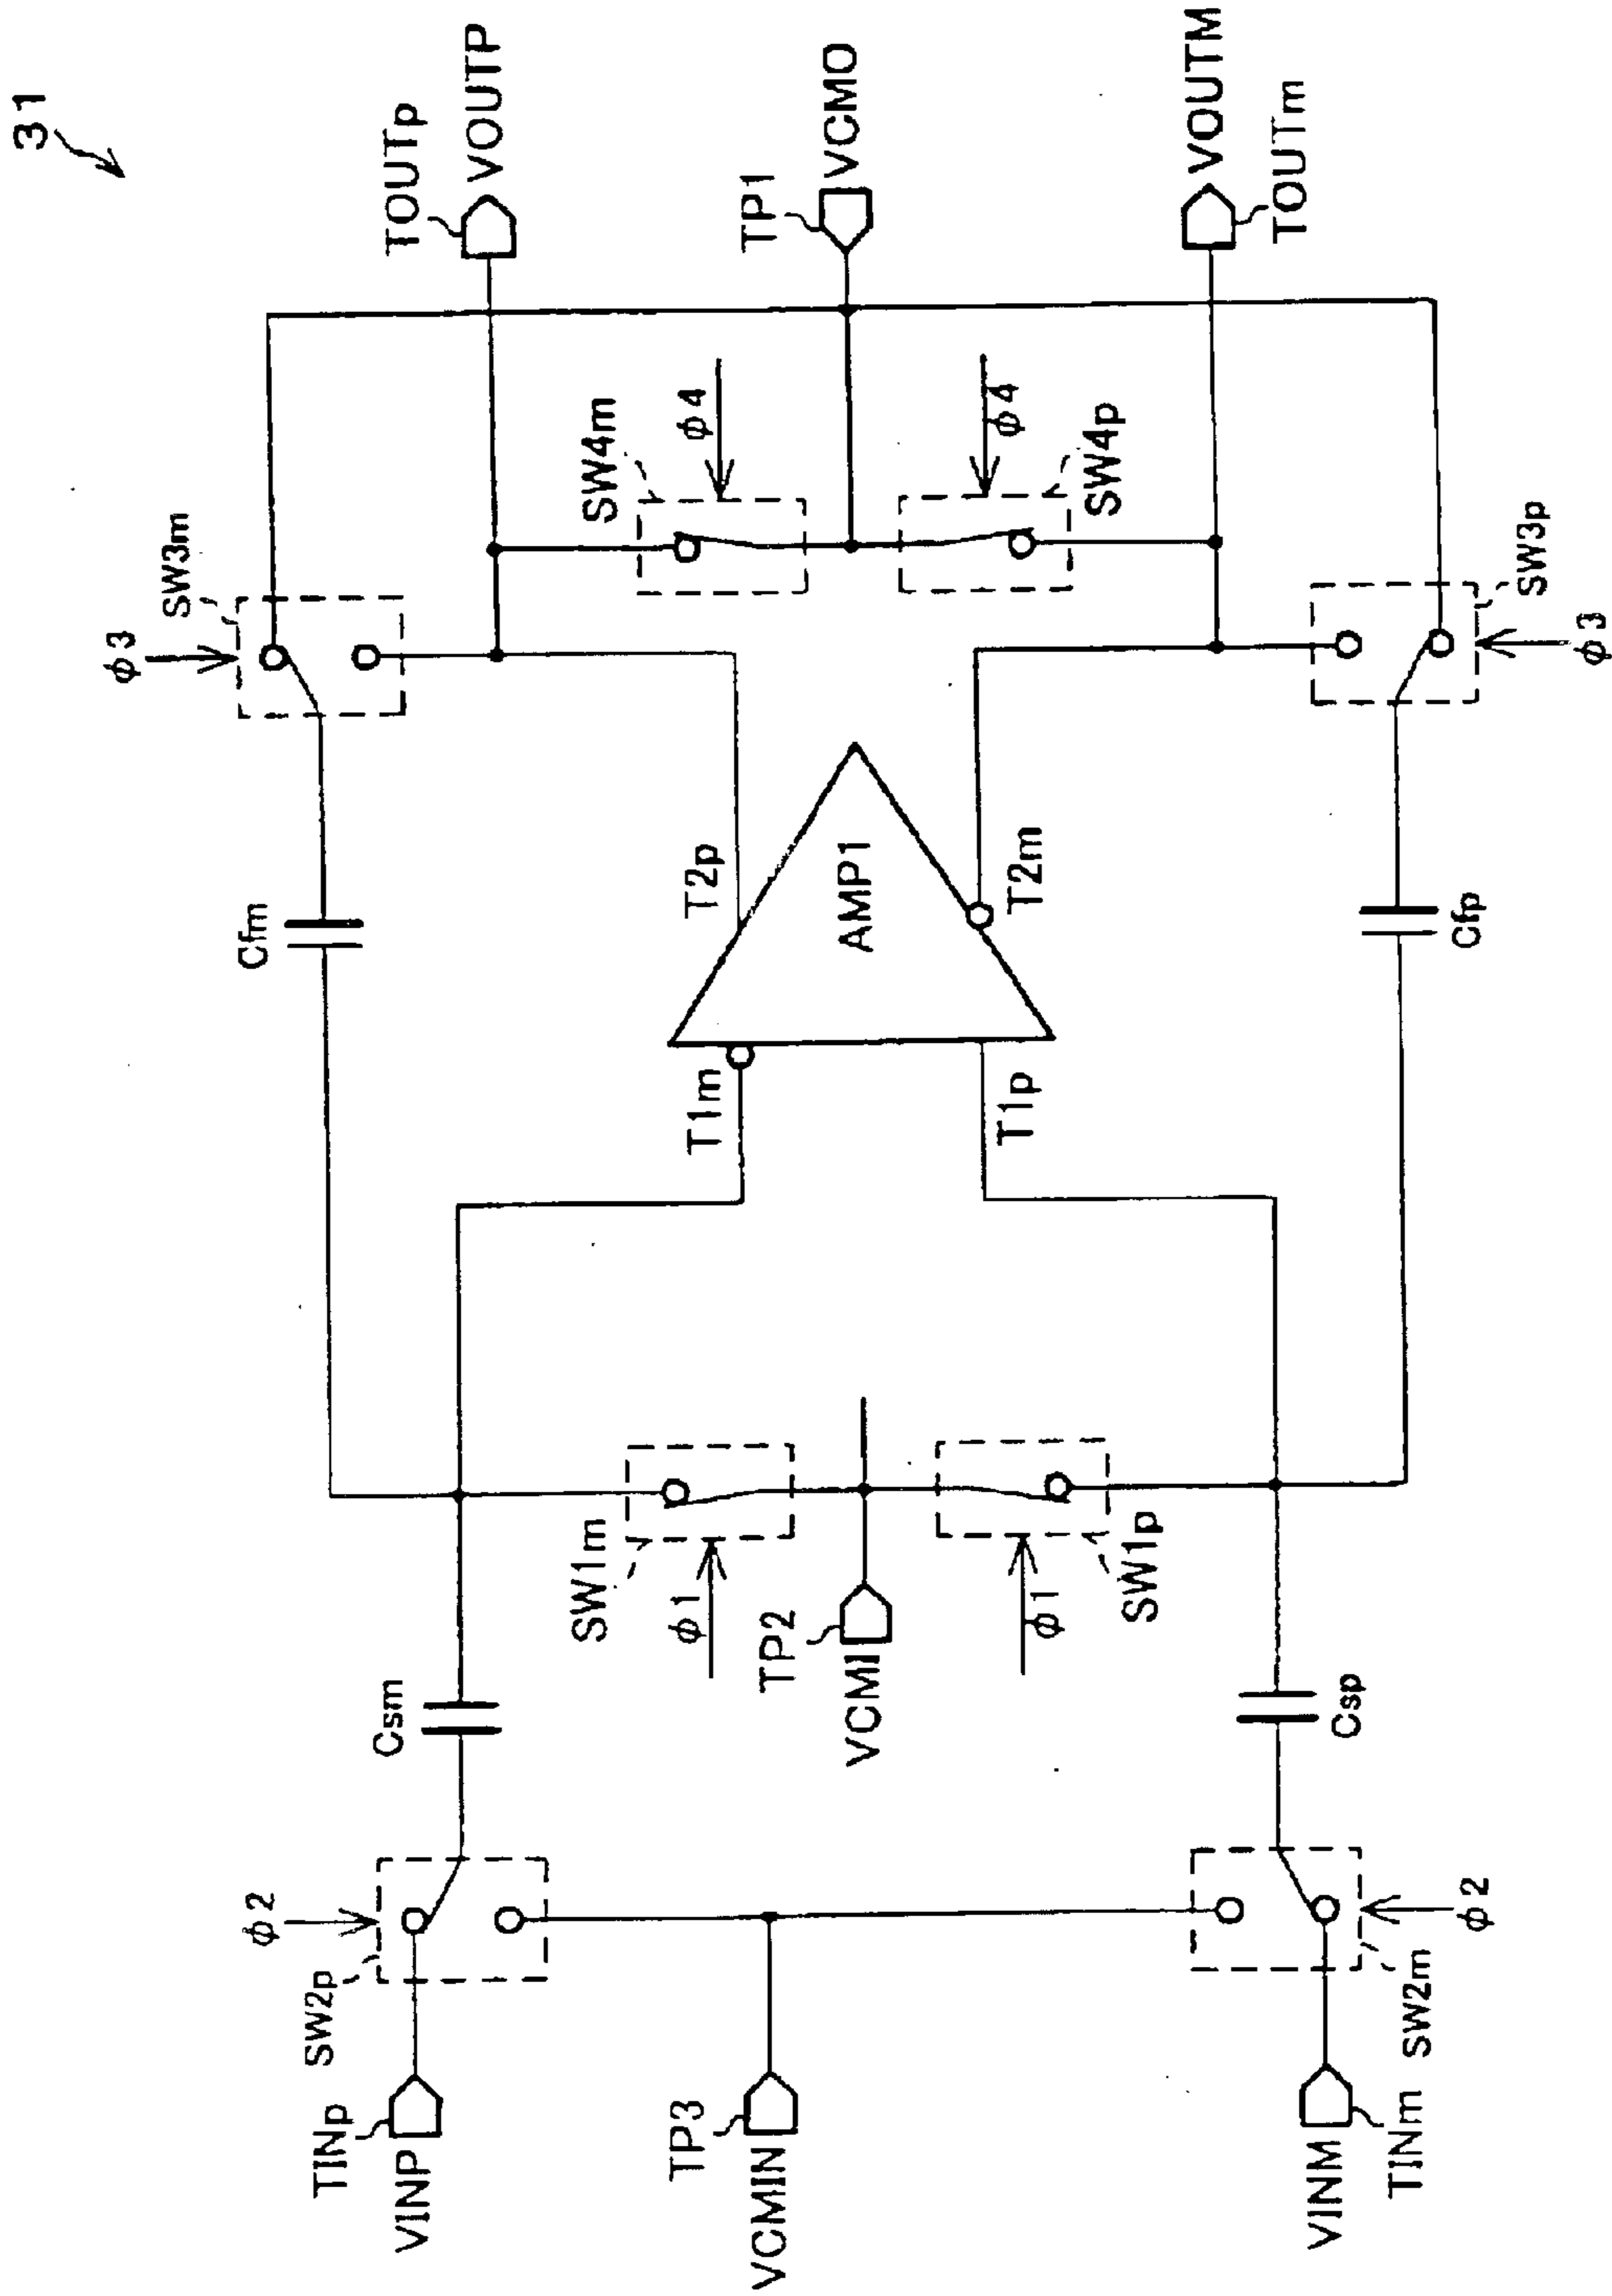 31
TOUTp
VOUTP
TP1
VCMO
VOUTM
TOUTm
SW3m
φ3
SW4m
φ4
φ4
SW4p
SW3p
φ3
Cfm
T2p
AMP1
T2m
Cfp
T1m
T1p
SW1m
φ1
TP2
VCMI
φ1
SW1p
Csm
Csp
φ2
SW2p
φ2
SW2m
TINp
VINP
TP3
VCMIN
VINM
TINm